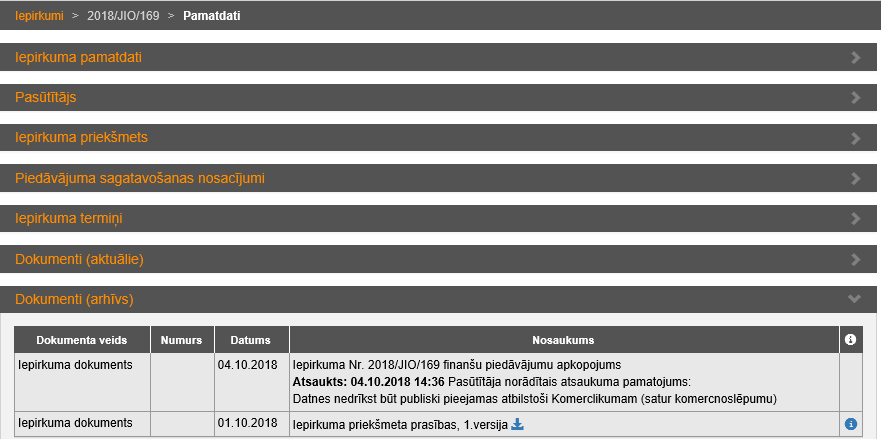 Iepirkumi > 2018/JIO/169 > Pamatdati
Iepirkuma pamatdati
Pasūtītājs
Iepirkuma priekšmets
Piedāvājuma sagatavošanas nosacījumi
Iepirkuma termiņi
Dokumenti (aktuālie)
Dokumenti (arhīvs)
Dokumenta veids Numurs Datums Nosaukums
Iepirkuma dokuments 04.10.2018 Iepirkuma Nr. 2018/JIO/169 finanšu piedāvājumu apkopojums
Atsaukts: 04.10.2018 14:36 Pasūtītāja norādītais atsaukuma pamatojums:
Datnes nedrīkst būt publiski pieejamas atbilstoši Komerclikumam (satur komercnoslēpumu)
Iepirkuma dokuments 01.10.2018 Iepirkuma priekšmeta prasības, 1.versija